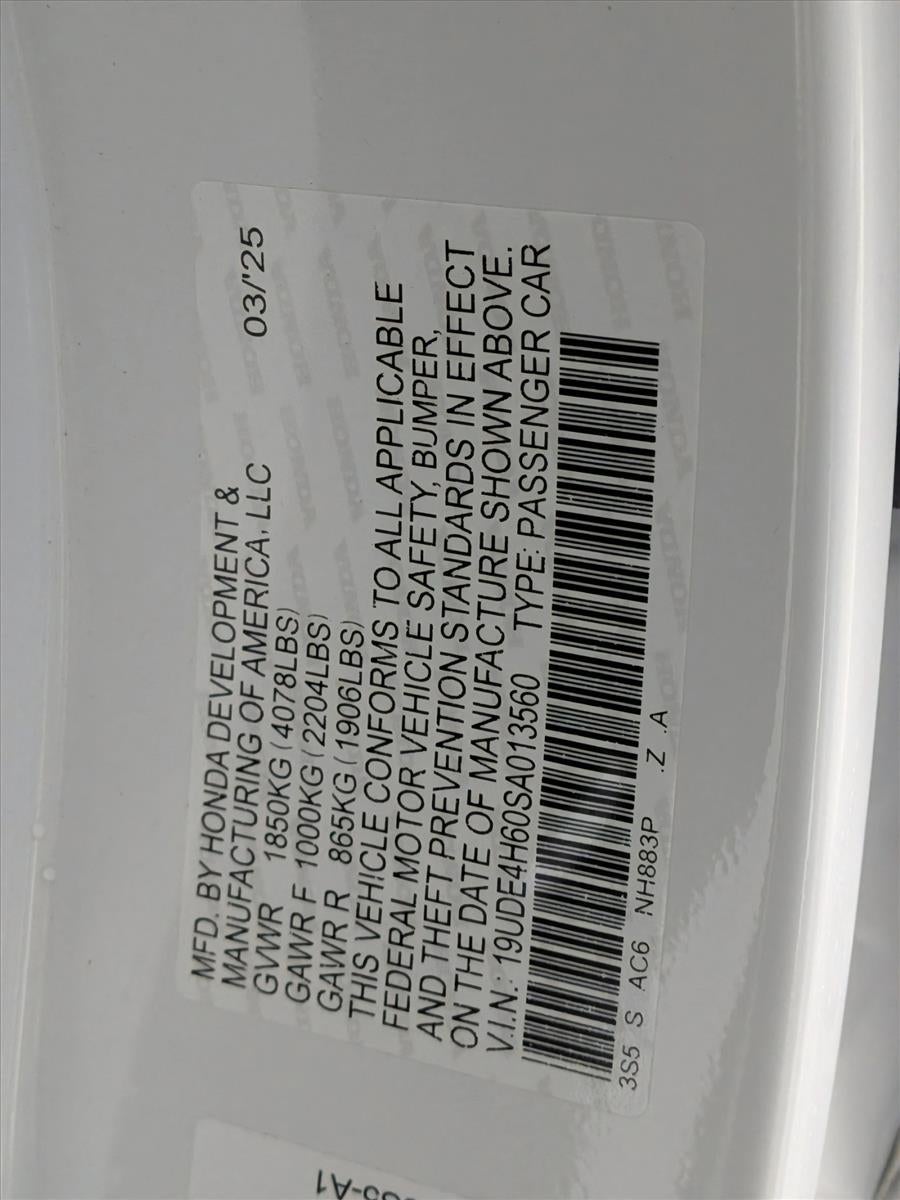 MFD. BY HONDA DEVELOPMENT &
MANUFACTURING OF AMERICA, LLC 03/'25
GVWR 1850KG (4078LBS)
GAWR F 1000KG (2204LBS)
GAWR R 865KG (1906LBS)
THIS VEHICLE CONFORMS TO ALL APPLICABLE
FEDERAL MOTOR VEHICLE SAFETY, BUMPER,
AND THEFT PREVENTION STANDARDS IN EFFECT
ON THE DATE OF MANUFACTURE SHOWN ABOVE.
V.I.N.: 19UDE4H60SA013560 TYPE: PASSENGER CAR
3S5 S AC6 NH883P .Z .A